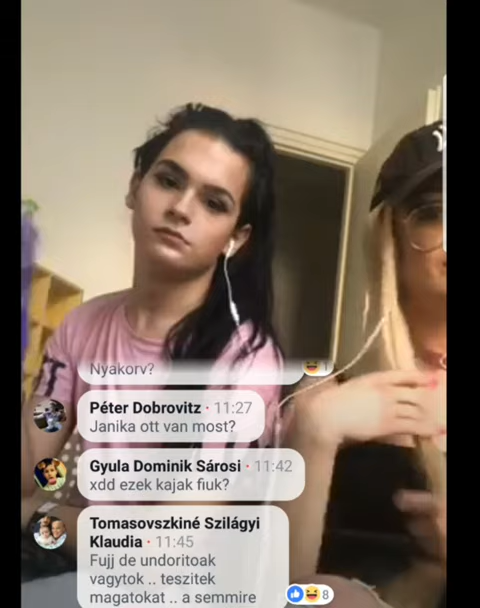 Nyakorv?
Péter Dobrovitz · 11:27
Janika ott van most?
Gyula Dominik Sárosi · 11:42
xdd ezek kajak fiuk?
Tomasovszkiné Szilágyi
Klaudia · 11:45
Fujj de undoritoak
vagytok .. teszitek
magatokat .. a semmire
8